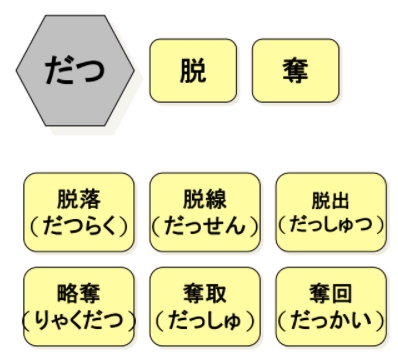 だつ 脱 奪
脱落 脱線 脱出
（だつらく） （だっせん） （だっしゅつ）
略奪 奪取 奪回
（りゃくだつ） （だっしゅ） （だっかい）